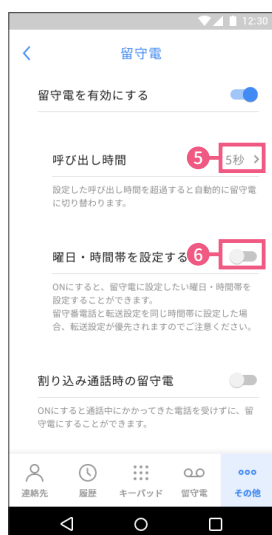 12:30
留守電
留守電を有効にする
呼び出し時間
5
5秒
設定した呼び出し時間を超過すると自動的に留守電
に切り替わります。
曜日・時間帯を設定する
6
ONにすると、留守電に設定したい曜日・時間帯を
設定することができます。
留守番電話と転送設定を同じ時間帯に設定した場
合、転送設定が優先されますのでご注意ください。
割り込み通話時の留守電
ONにすると通話中にかかってきた電話を受けずに、留
守電にすることができます。
連絡先 履歴 キーパッド 留守電 その他